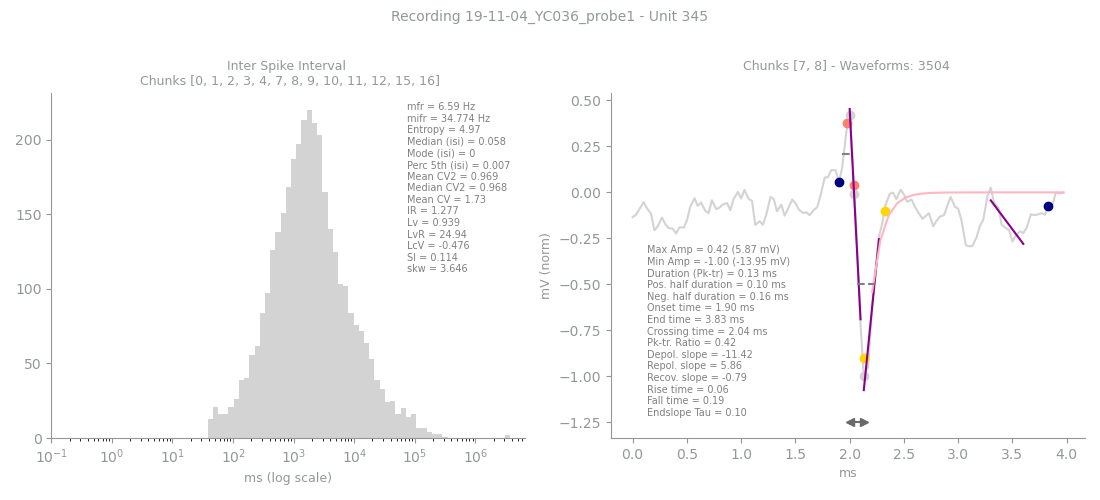 Recording 19-11-04_YC036_probe1 - Unit 345
Inter Spike Interval
Chunks [0, 1, 2, 3, 4, 7, 8, 9, 10, 11, 12, 15, 16]
mfr = 6.59 Hz
mifr = 34.774 Hz
Entropy = 4.97
Median (isi) = 0.058
Mode (isi) = 0
Perc 5th (isi) = 0.007
Mean CV2 = 0.969
Median CV2 = 0.968
Mean CV = 1.73
IR = 1.277
Lv = 0.939
LvR = 24.94
LcV = -0.476
SI = 0.114
skw = 3.646
200
150
100
50
0
10⁻¹ 10⁰ 10¹ 10² 10³ 10⁴ 10⁵ 10⁶
ms (log scale)
Chunks [7, 8] - Waveforms: 3504
mV (norm)
0.50
0.25
0.00
−0.25
−0.50
−0.75
−1.00
−1.25
Max Amp = 0.42 (5.87 mV)
Min Amp = -1.00 (-13.95 mV)
Duration (Pk-tr) = 0.13 ms
Pos. half duration = 0.10 ms
Neg. half duration = 0.16 ms
Onset time = 1.90 ms
End time = 3.83 ms
Crossing time = 2.04 ms
Pk-tr. Ratio = 0.42
Depol. slope = -11.42
Repol. slope = 5.86
Recov. slope = -0.79
Rise time = 0.06
Fall time = 0.19
Endslope Tau = 0.10
0.0 0.5 1.0 1.5 2.0 2.5 3.0 3.5 4.0
ms